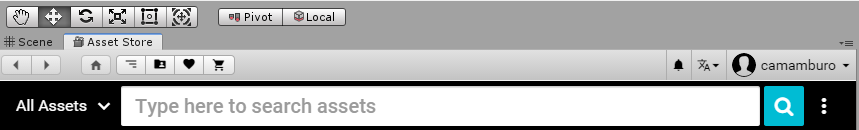 Pivot Local
Scene Asset Store
camamburo
All Assets Type here to search assets